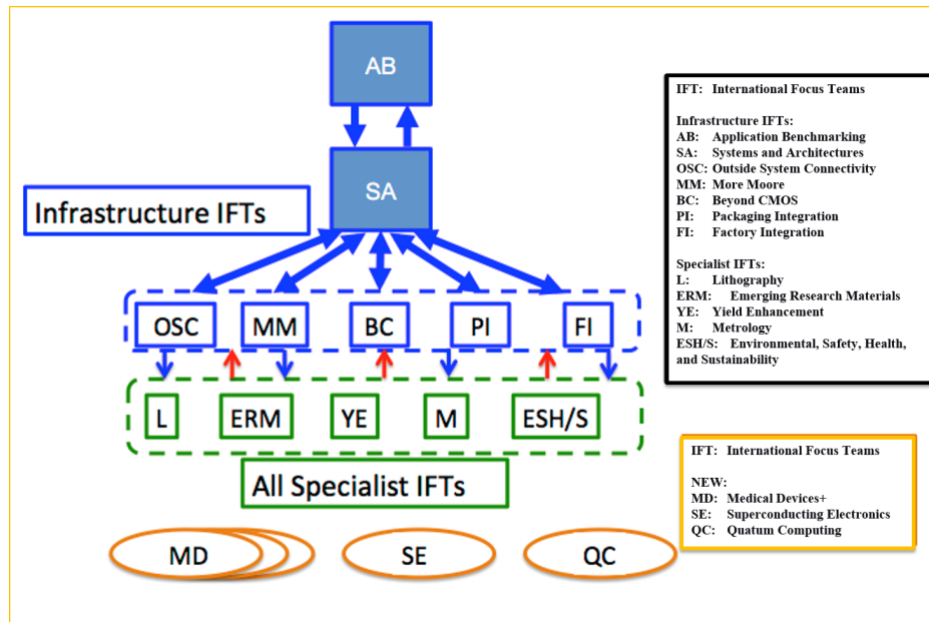 AB
SA
Infrastructure IFTs
OSC MM BC PI FI
L ERM YE M ESH/S
All Specialist IFTs
MD SE QC
IFT: International Focus Teams
Infrastructure IFTs:
AB: Application Benchmarking
SA: Systems and Architectures
OSC: Outside System Connectivity
MM: More Moore
BC: Beyond CMOS
PI: Packaging Integration
FI: Factory Integration
Specialist IFTs:
L: Lithography
ERM: Emerging Research Materials
YE: Yield Enhancement
M: Metrology
ESH/S: Environmental, Safety, Health,
and Sustainability
IFT: International Focus Teams
NEW:
MD: Medical Devices+
SE: Superconducting Electronics
QC: Quatum Computing